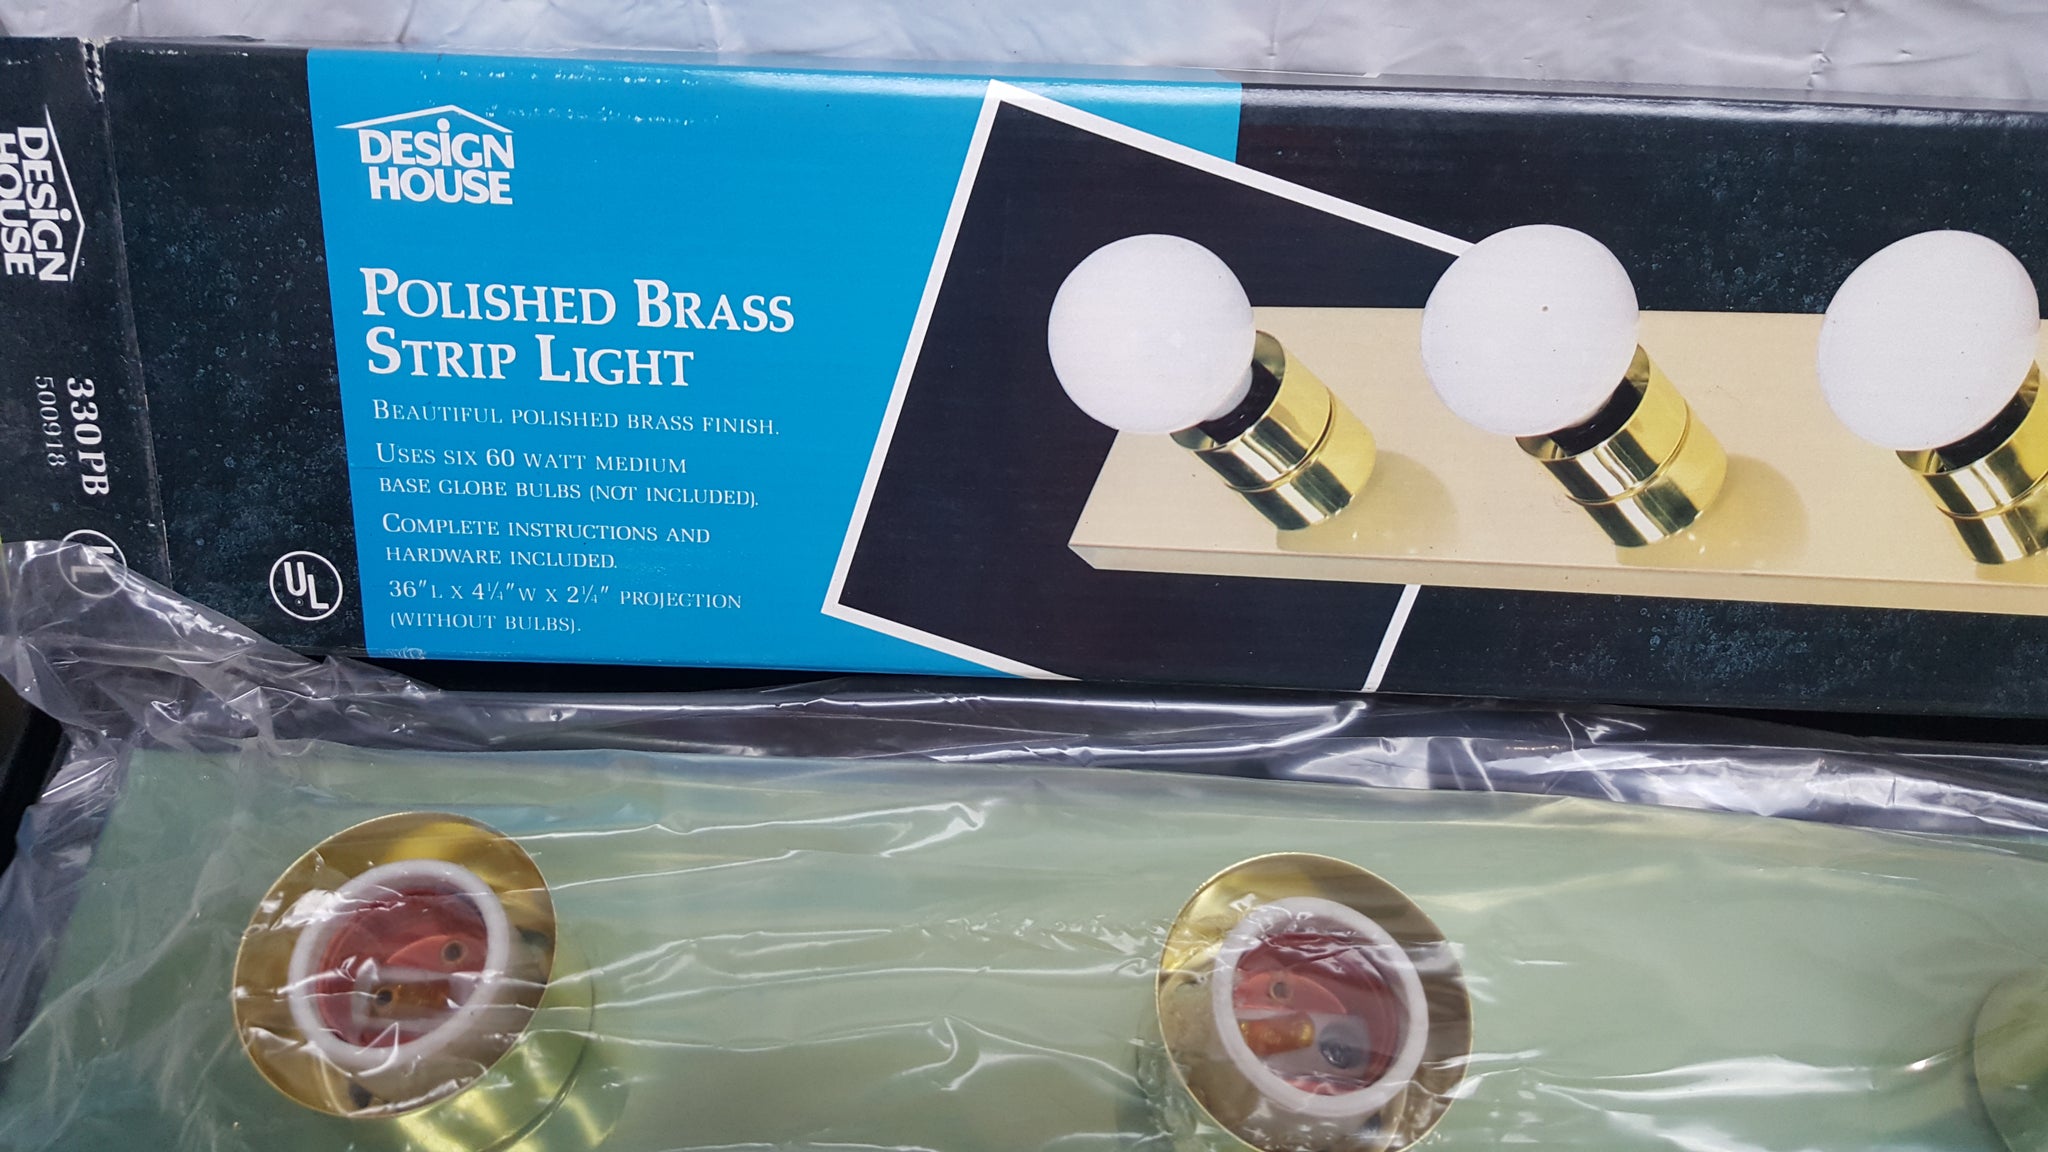 DESIGN
HOUSE
330PB
500918
UL
DESIGN
HOUSE
POLISHED BRASS
STRIP LIGHT
BEAUTIFUL POLISHED BRASS FINISH.
USES SIX 60 WATT MEDIUM
BASE GLOBE BULBS (NOT INCLUDED).
COMPLETE INSTRUCTIONS AND
HARDWARE INCLUDED.
36" L X 4¼" W X 2¼" PROJECTION
(WITHOUT BULBS).
UL